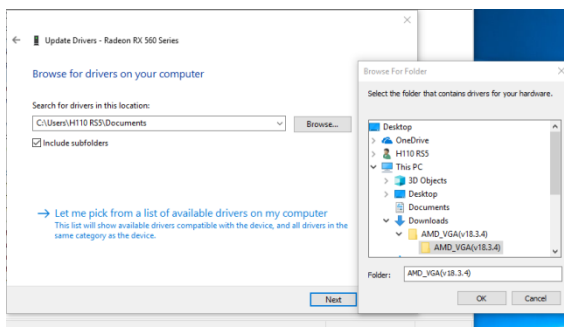 Update Drivers - Radeon RX 560 Series
Browse for drivers on your computer
Search for drivers in this location:
C:\Users\H110 RS5\Documents
Browse...
Include subfolders
Let me pick from a list of available drivers on my computer
This list will show available drivers compatible with the device, and all drivers in the
same category as the device.
Next
Browse For Folder
Select the folder that contains drivers for your hardware.
Desktop
OneDrive
H110 RS5
This PC
3D Objects
Desktop
Documents
Downloads
AMD_VGA(v18.3.4)
AMD_VGA(v18.3.4)
Folder:
AMD_VGA(v18.3.4)
OK
Cancel